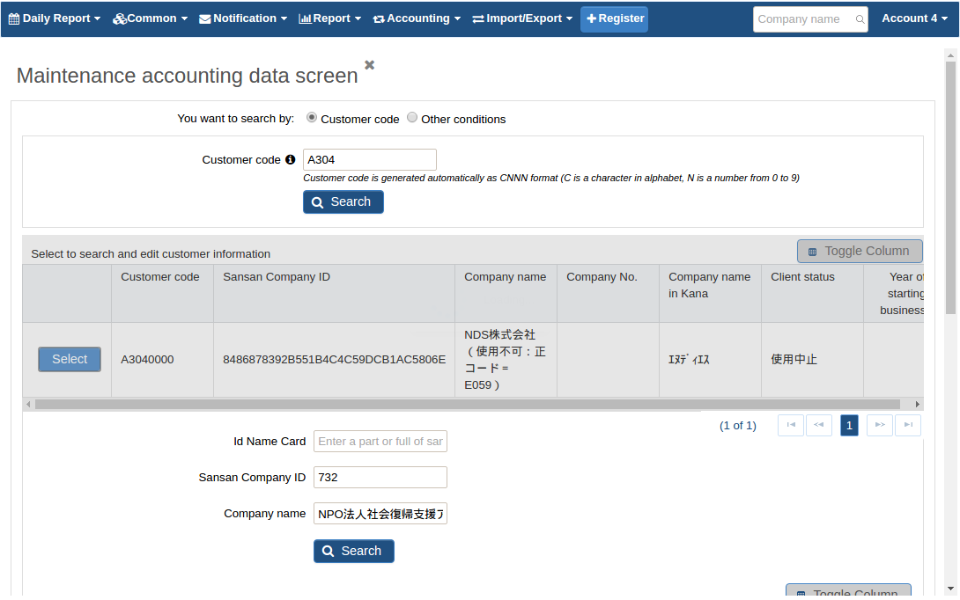 Daily Report Common Notification Report Accounting Import/Export Register Company name Account 4
Maintenance accounting data screen
You want to search by: Customer code Other conditions
Customer code A304
Customer code is generated automatically as CNNN format (C is a character in alphabet, N is a number from 0 to 9)
Search
Select to search and edit customer information Toggle Column
Customer code Sansan Company ID Company name Company No. Company name Client status Year of
in Kana starting
business
NDS株式会社
Select A3040000 8486878392B551B4C4C59DCB1AC5806E （使用不可：正 ｴﾇﾃﾞｨｴｽ 使用中止
コード＝
E059）
(1 of 1) 1
Id Name Card Enter a part or full of sar
Sansan Company ID 732
Company name NPO法人社会復帰支援ア
Search
Toggle Column